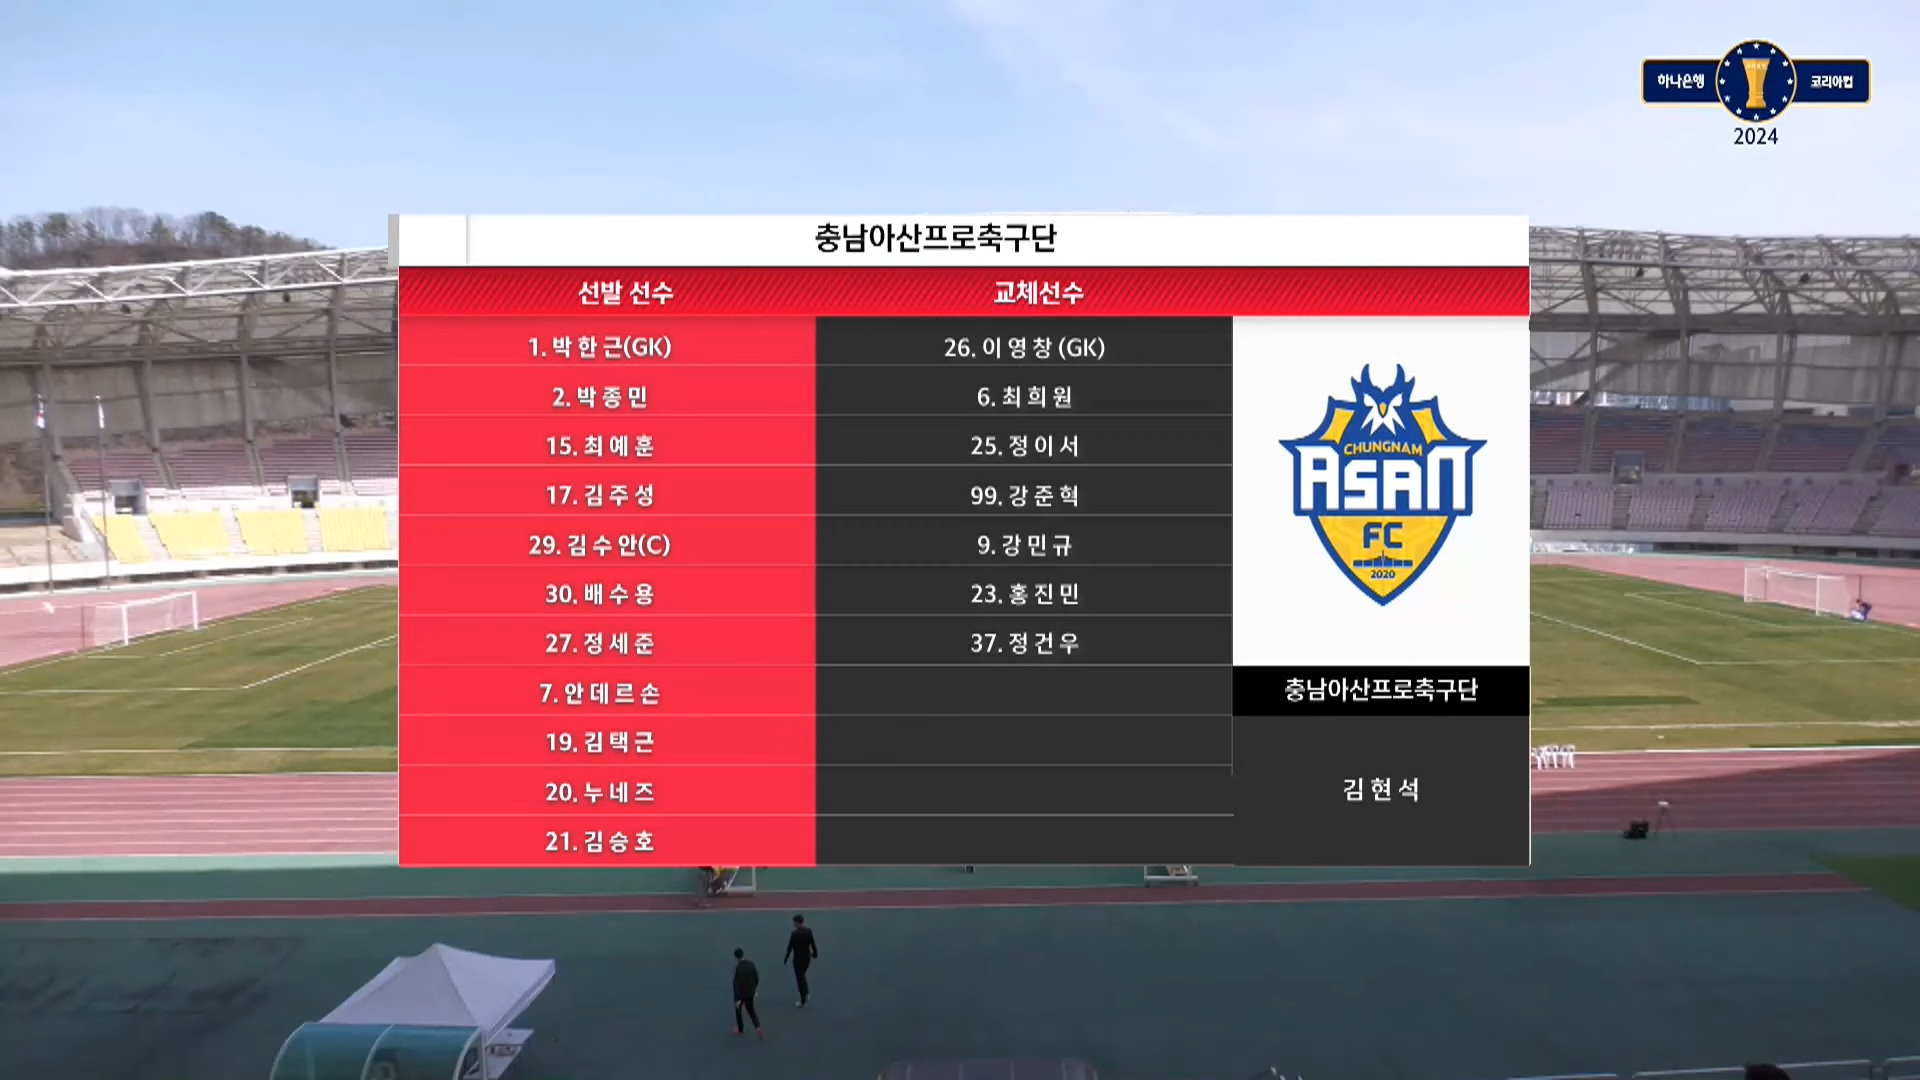 하나은행 코리아컵
2024
충남아산프로축구단
선발 선수 교체선수
1. 박 한 근(GK) 26. 이 영 창 (GK)
2. 박 종 민 6. 최 희 원
15. 최 예 훈 25. 정 이 서
17. 김 주 성 99. 강 준 혁
29. 김 수 안(C) 9. 강 민 규
30. 배 수 용 23. 홍 진 민
27. 정 세 준 37. 정 건 우
7. 안 데 르 손
19. 김 택 근
20. 누 네 즈
21. 김 승 호
CHUNGNAM
ASAN
FC
2020
충남아산프로축구단
김 현 석